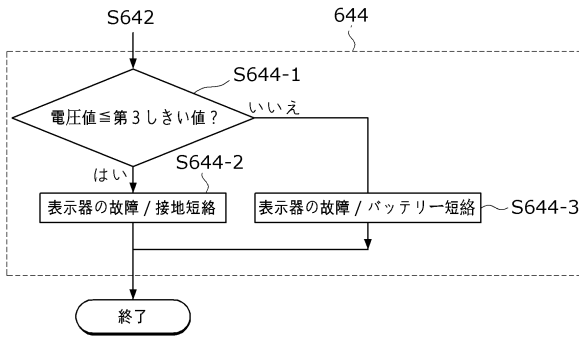 S642
644
S644-1
電圧値≦第3しきい値?
いいえ
はい
S644-2
表示器の故障/接地短絡
表示器の故障/バッテリー短絡
S644-3
終了